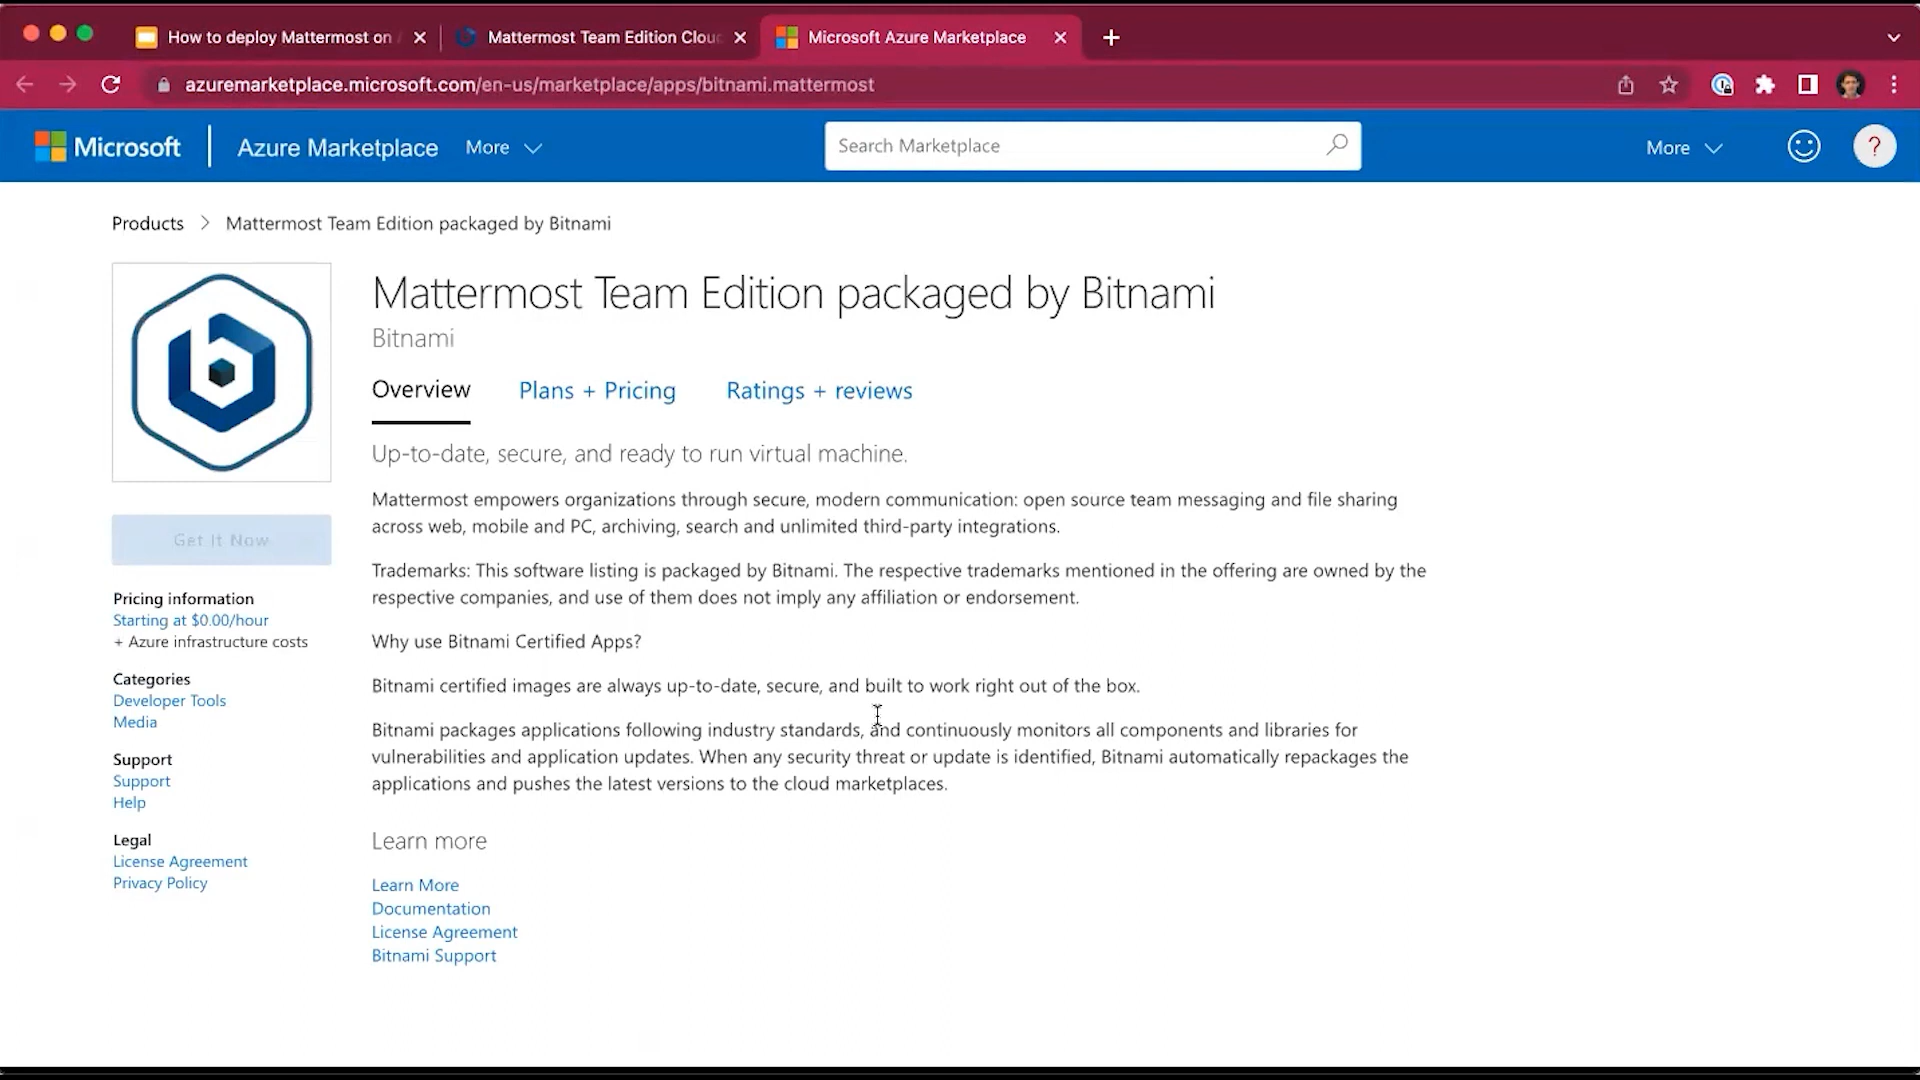 How to deploy Mattermost on
Mattermost Team Edition Clou
Microsoft Azure Marketplace
azuremarketplace.microsoft.com/en-us/marketplace/apps/bitnami.mattermost
Microsoft
Azure Marketplace
More
Search Marketplace
More
?
Products > Mattermost Team Edition packaged by Bitnami
Mattermost Team Edition packaged by Bitnami
Bitnami
Overview
Plans + Pricing
Ratings + reviews
Up-to-date, secure, and ready to run virtual machine.
Mattermost empowers organizations through secure, modern communication: open source team messaging and file sharing
across web, mobile and PC, archiving, search and unlimited third-party integrations.
Trademarks: This software listing is packaged by Bitnami. The respective trademarks mentioned in the offering are owned by the
respective companies, and use of them does not imply any affiliation or endorsement.
Why use Bitnami Certified Apps?
Bitnami certified images are always up-to-date, secure, and built to work right out of the box.
Bitnami packages applications following industry standards, and continuously monitors all components and libraries for
vulnerabilities and application updates. When any security threat or update is identified, Bitnami automatically repackages the
applications and pushes the latest versions to the cloud marketplaces.
Learn more
Learn More
Documentation
License Agreement
Bitnami Support
Get It Now
Pricing information
Starting at $0.00/hour
+ Azure infrastructure costs
Categories
Developer Tools
Media
Support
Support
Help
Legal
License Agreement
Privacy Policy